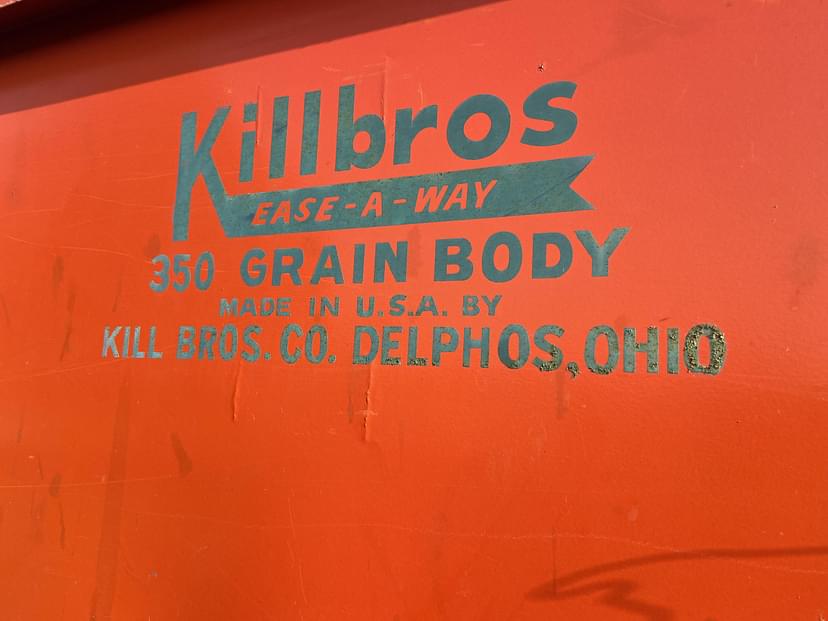 Killbros
EASE-A-WAY
350 GRAIN BODY
MADE IN U.S.A. BY
KILL BROS. CO. DELPHOS, OHIO